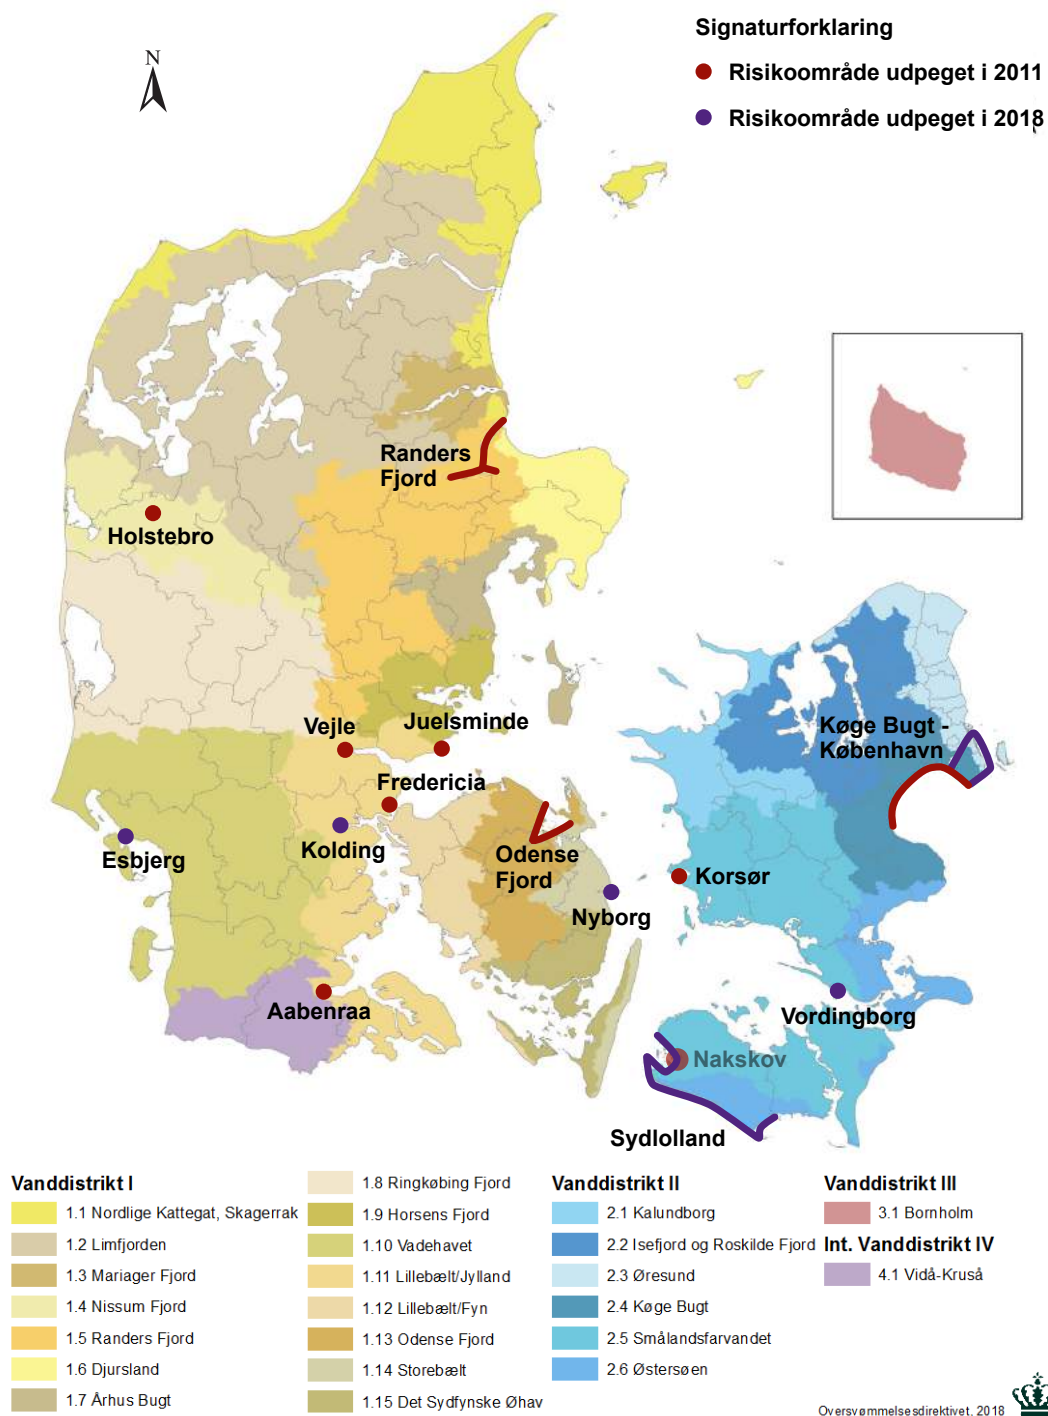 Signaturforklaring
Risikoområde udpeget i 2011
Risikoområde udpeget i 2018
N
Randers
Fjord
Holstebro
Vejle
Juelsminde
Fredericia
Køge Bugt -
København
Esbjerg
Kolding
Odense
Fjord
Korsør
Nyborg
Aabenraa
Vordingborg
Nakskov
Sydlolland
Vanddistrikt I
1.1 Nordlige Kattegat, Skagerrak
1.2 Limfjorden
1.3 Mariager Fjord
1.4 Nissum Fjord
1.5 Randers Fjord
1.6 Djursland
1.7 Århus Bugt
1.8 Ringkøbing Fjord
1.9 Horsens Fjord
1.10 Vadehavet
1.11 Lillebælt/Jylland
1.12 Lillebælt/Fyn
1.13 Odense Fjord
1.14 Storebælt
1.15 Det Sydfynske Øhav
Vanddistrikt II
2.1 Kalundborg
2.2 Isefjord og Roskilde Fjord
2.3 Øresund
2.4 Køge Bugt
2.5 Smålandsfarvandet
2.6 Østersøen
Vanddistrikt III
3.1 Bornholm
Int. Vanddistrikt IV
4.1 Vidå-Kruså
Oversvømmelsesdirektivet. 2018